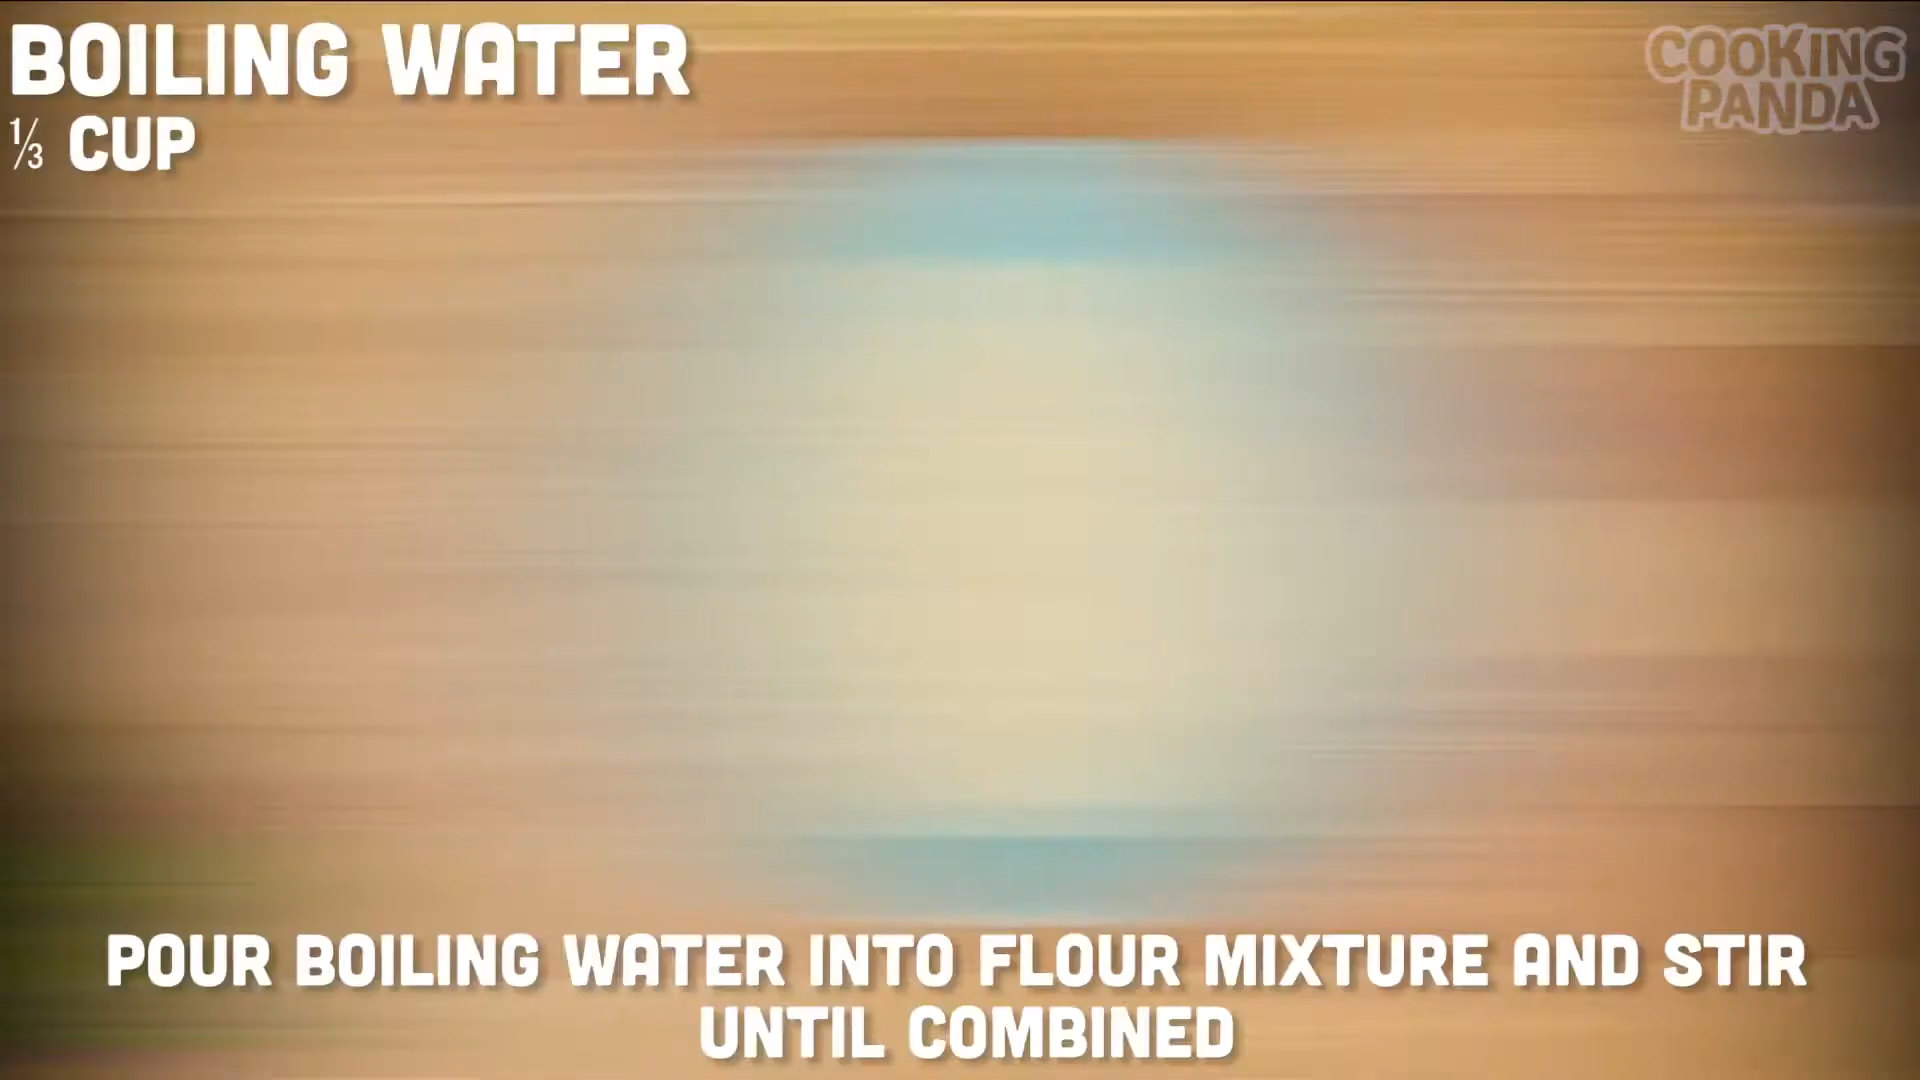 BOILING WATER
⅓ CUP
COOKING
PANDA
POUR BOILING WATER INTO FLOUR MIXTURE AND STIR
UNTIL COMBINED